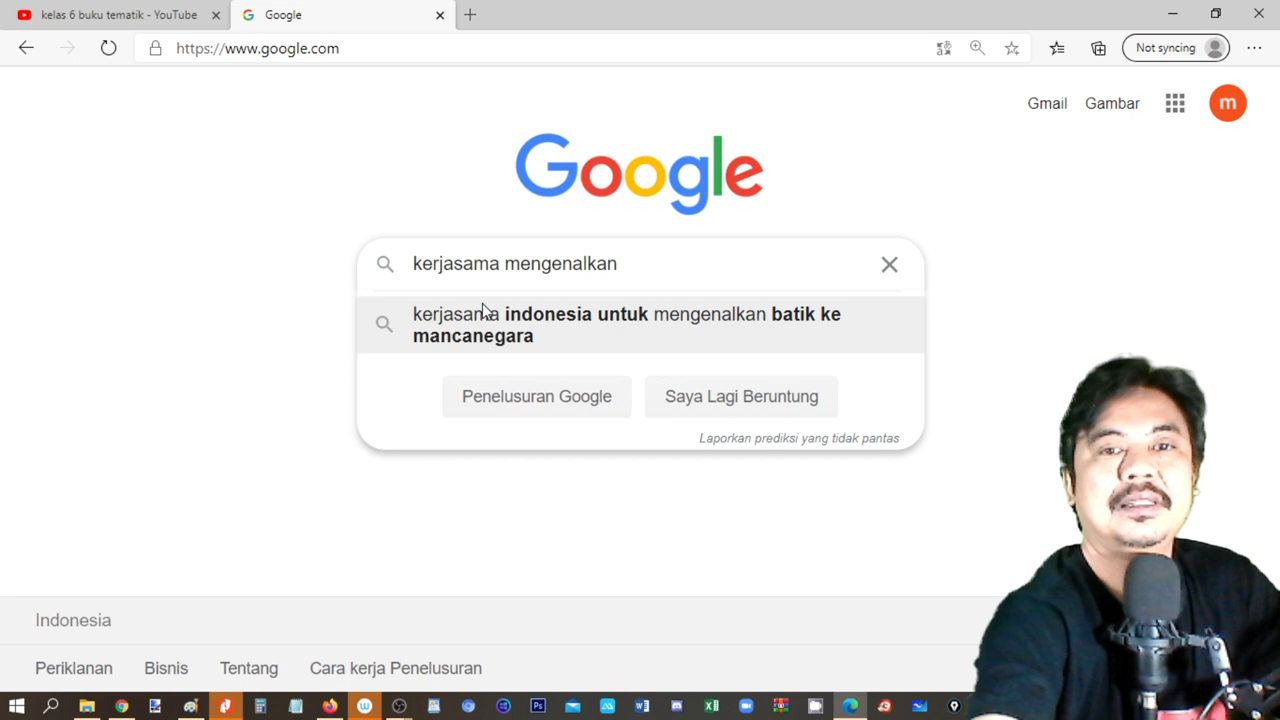 kelas 6 buku tematik - YouTube
Google
https://www.google.com
Not syncing
Gmail
Gambar
m
Google
kerjasama mengenalkan
kerjasama indonesia untuk mengenalkan batik ke
mancanegara
Penelusuran Google
Saya Lagi Beruntung
Laporkan prediksi yang tidak pantas
Indonesia
Periklanan
Bisnis
Tentang
Cara kerja Penelusuran